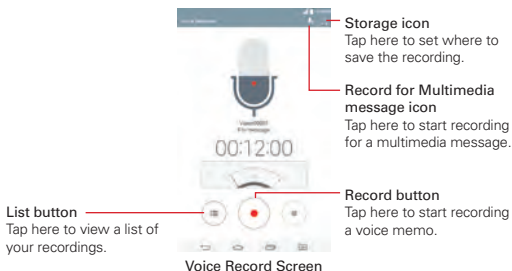 Storage icon
Tap here to set where to
save the recording.
Record for Multimedia
message icon
Tap here to start recording
for a multimedia message.
00:12:00
Record button
Tap here to start recording
a voice memo.
List button
Tap here to view a list of
your recordings.
Voice Record Screen